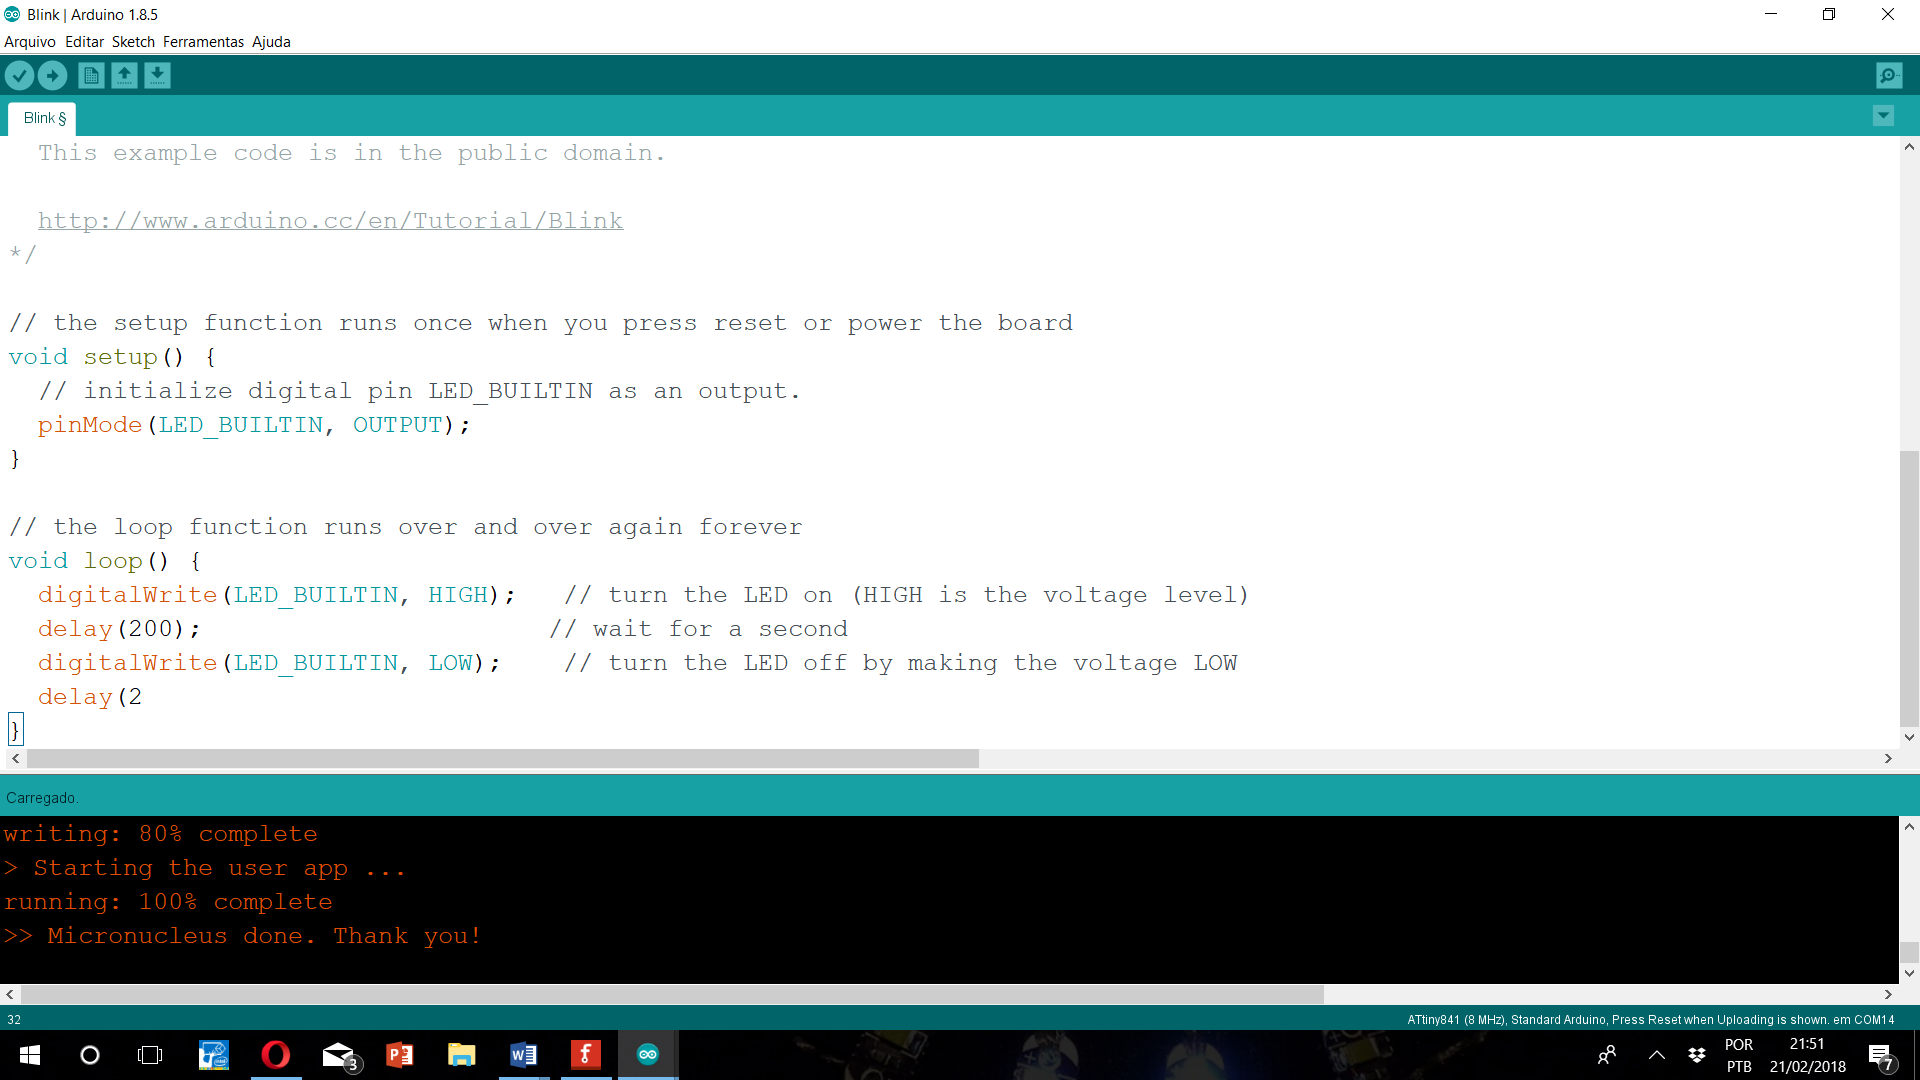 Blink | Arduino 1.8.5
Arquivo Editar Sketch Ferramentas Ajuda
Blink §
This example code is in the public domain.
http://www.arduino.cc/en/Tutorial/Blink
*/
// the setup function runs once when you press reset or power the board
void setup() {
// initialize digital pin LED_BUILTIN as an output.
pinMode(LED_BUILTIN, OUTPUT);
}
// the loop function runs over and over again forever
void loop() {
digitalWrite(LED_BUILTIN, HIGH);   // turn the LED on (HIGH is the voltage level)
delay(200);                       // wait for a second
digitalWrite(LED_BUILTIN, LOW);    // turn the LED off by making the voltage LOW
delay(2
}
Carregado.
writing: 80% complete
> Starting the user app ...
running: 100% complete
>> Micronucleus done. Thank you!
32
ATtiny841 (8 MHz), Standard Arduino, Press Reset when Uploading is shown. em COM14
3
POR
PTB
21:51
21/02/2018
7